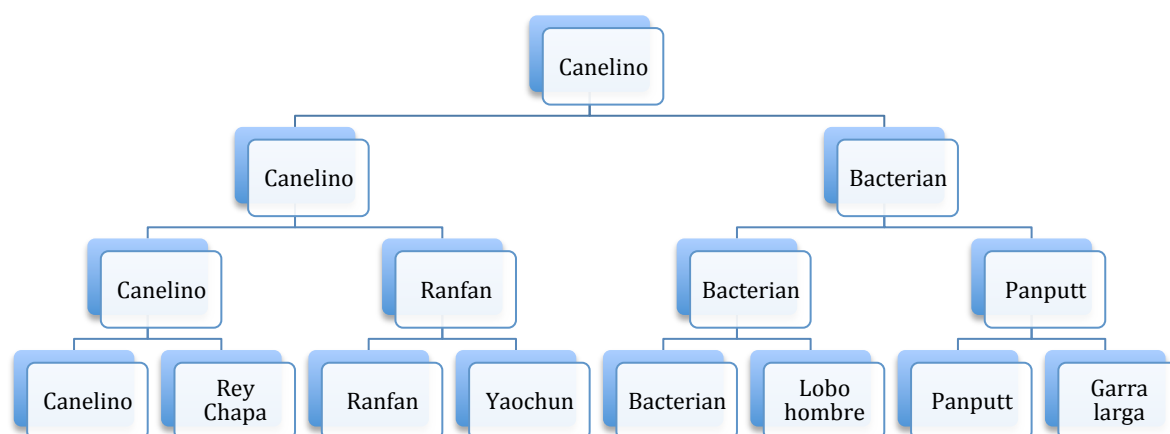 Canelino
Canelino
Bacterian
Canelino
Ranfan
Bacterian
Panputt
Canelino
Rey
Chapa
Ranfan
Yaochun
Bacterian
Lobo
hombre
Panputt
Garra
larga